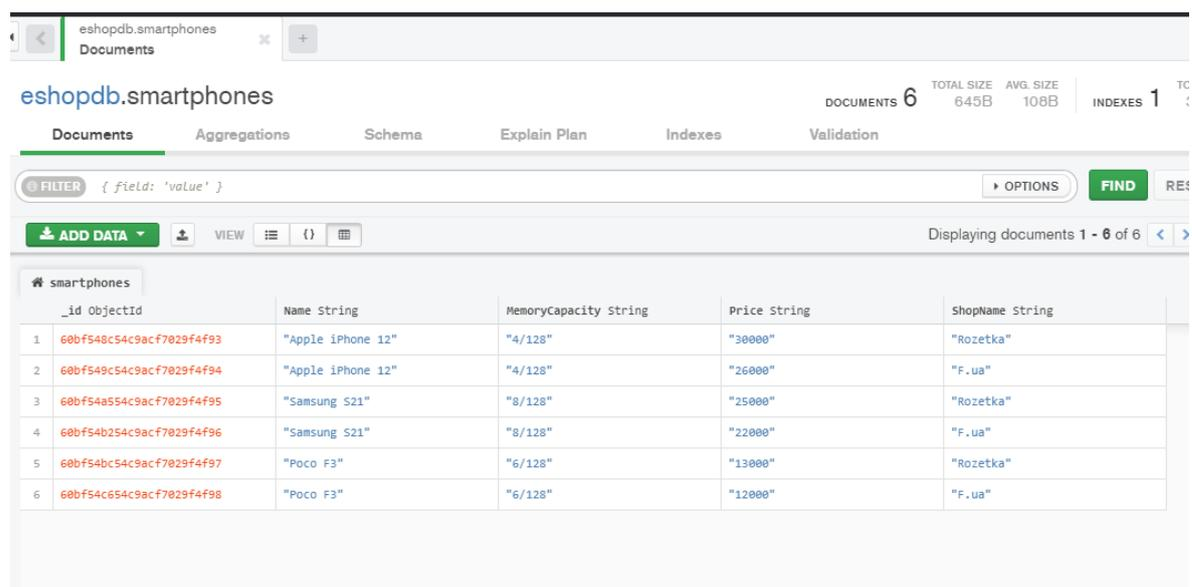 eshopdb.smartphones
Documents
eshopdb.smartphones
DOCUMENTS 6 TOTAL SIZE 645B AVG. SIZE 108B INDEXES 1
Documents Aggregations Schema Explain Plan Indexes Validation
FILTER { field: 'value' } OPTIONS FIND
ADD DATA VIEW {} Displaying documents 1 - 6 of 6
smartphones
_id ObjectId Name String MemoryCapacity String Price String ShopName String
1 60bf548c54c9acf7029f4f93 "Apple iPhone 12" "4/128" "30000" "Rozetka"
2 60bf549c54c9acf7029f4f94 "Apple iPhone 12" "4/128" "26000" "F.ua"
3 60bf54a554c9acf7029f4f95 "Samsung S21" "8/128" "25000" "Rozetka"
4 60bf54b254c9acf7029f4f96 "Samsung S21" "8/128" "22000" "F.ua"
5 60bf54bc54c9acf7029f4f97 "Poco F3" "6/128" "13000" "Rozetka"
6 60bf54c654c9acf7029f4f98 "Poco F3" "6/128" "12000" "F.ua"